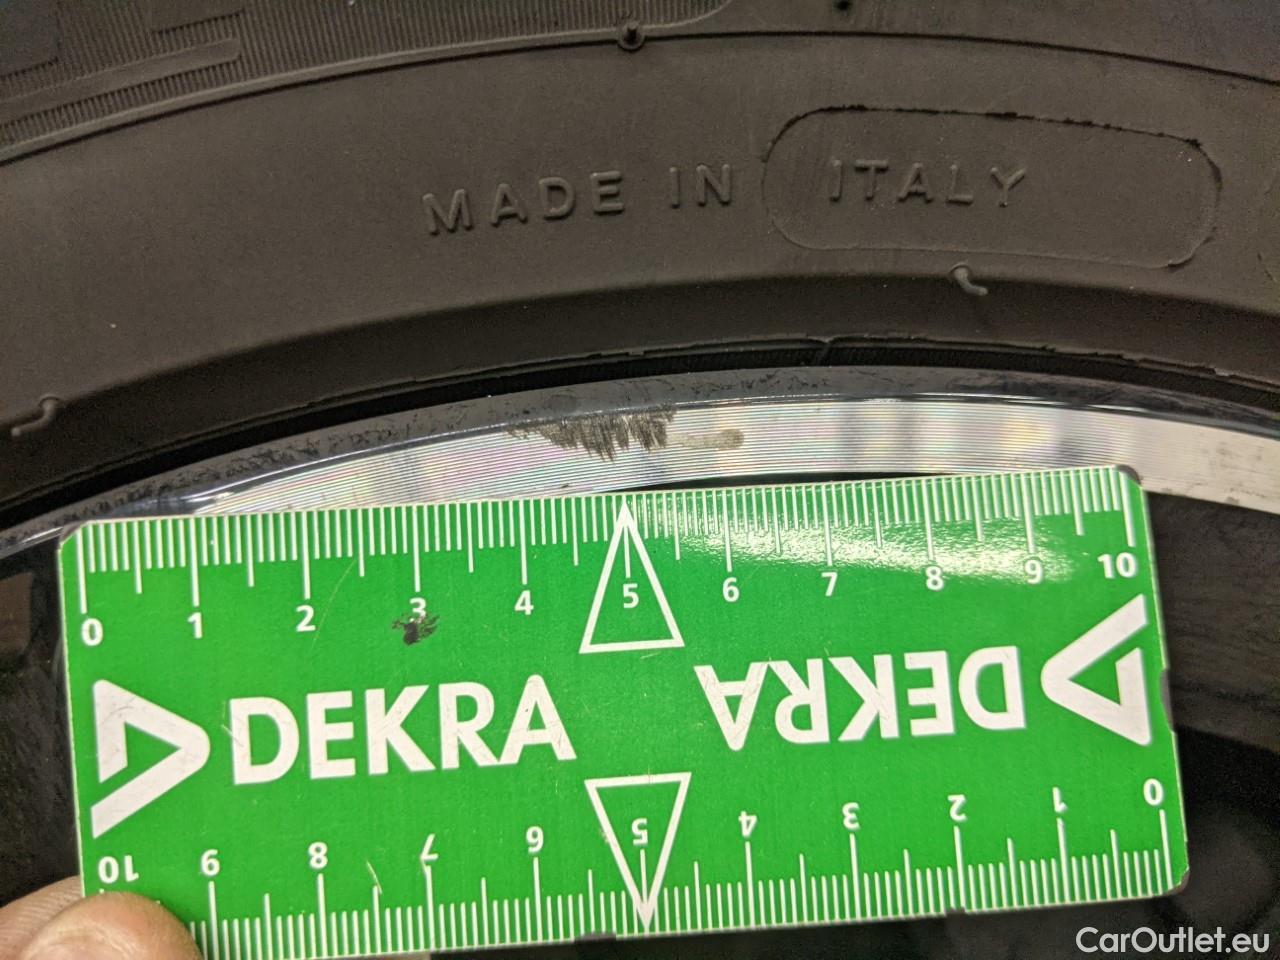 MADE IN ITALY
0 1 2 3 4 5 6 7 8 9 10
DEKRA DEKRA
10 9 8 7 6 5 4 3 2 1 0
CarOutlet.eu